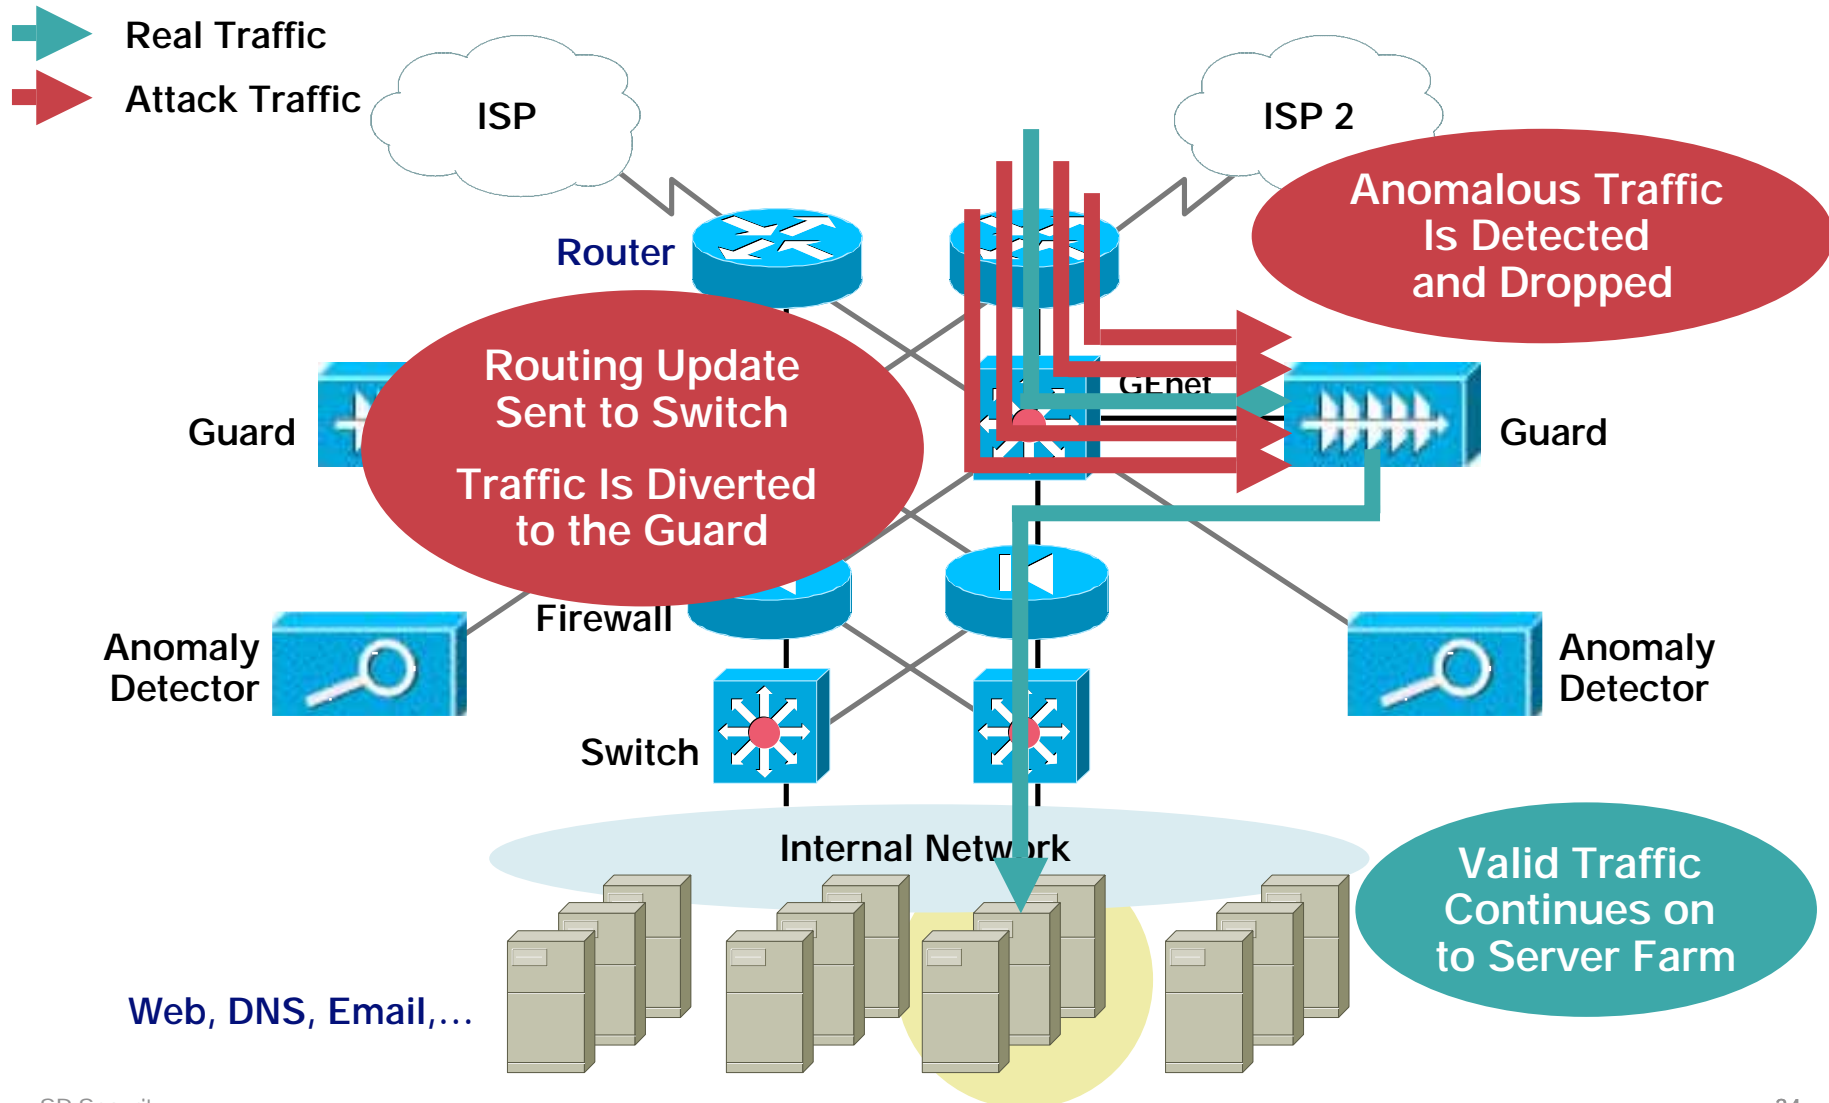 Real Traffic
Attack Traffic
ISP
ISP 2
Anomalous Traffic
Is Detected
and Dropped
Router
Routing Update
Sent to Switch
Traffic Is Diverted
to the Guard
GEnet
Guard
Guard
Firewall
Anomaly
Detector
Anomaly
Detector
Switch
Internal Network
Valid Traffic
Continues on
to Server Farm
Web, DNS, Email,…